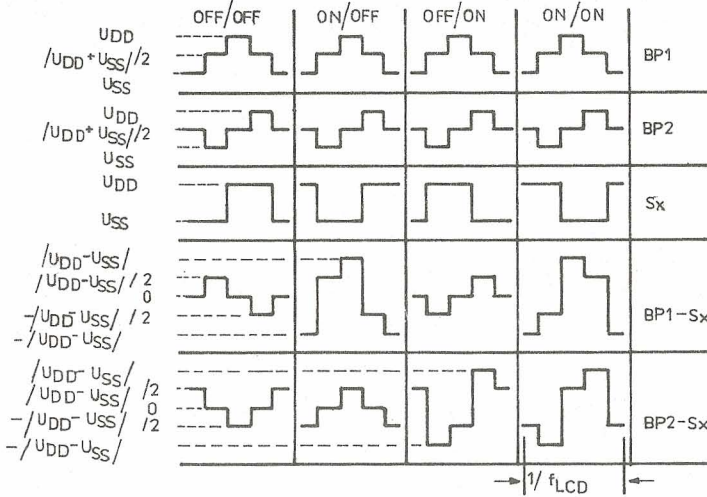 OFF/OFF ON/OFF OFF/ON ON/ON
UDD
/UDD+USS//2
USS
BP1
UDD
/UDD+USS//2
USS
BP2
UDD
USS
Sx
/UDD-USS/
/UDD-USS//2
0
-/UDD-USS//2
-/UDD-USS/
BP1-Sx
/UDD-USS/
/UDD-USS//2
0
-/UDD-USS//2
-/UDD-USS/
BP2-Sx
1/fLCD